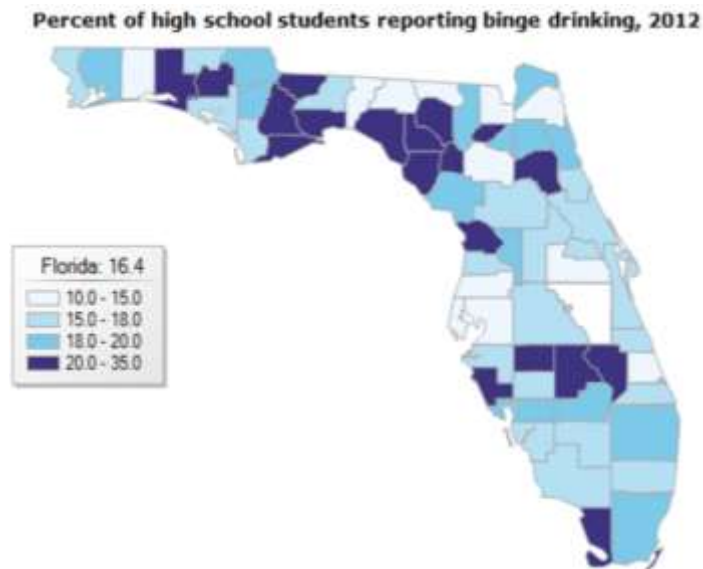 Percent of high school students reporting binge drinking, 2012
Florida: 16.4
10.0 - 15.0
15.0 - 18.0
18.0 - 20.0
20.0 - 35.0